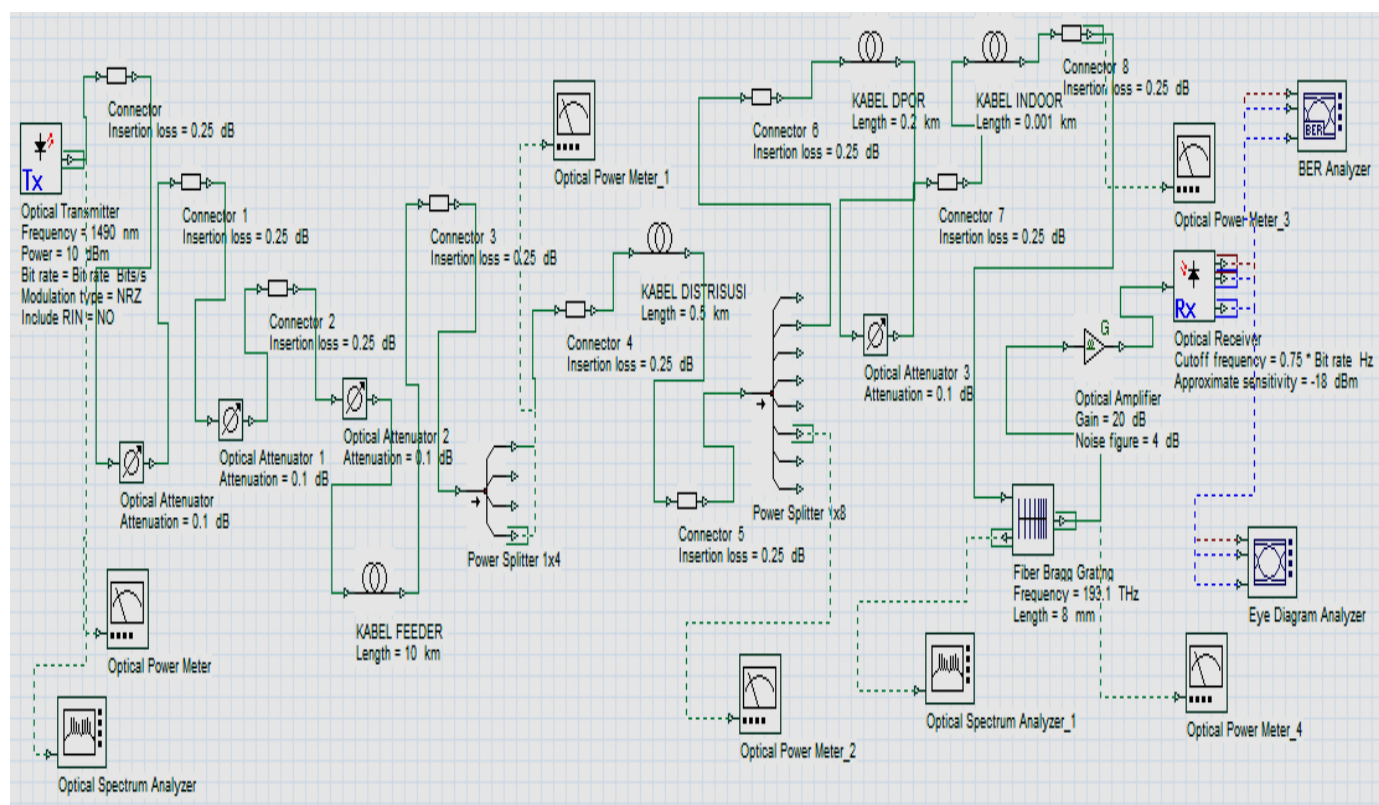 Tx
Optical Transmitter
Frequency = 1490 nm
Power = 10 dBm
Bit rate = Bit rate Bits/s
Modulation type = NRZ
Include RIN = NO
Connector
Insertion loss = 0.25 dB
Connector 1
Insertion loss = 0.25 dB
Connector 2
Insertion loss = 0.25 dB
Optical Attenuator
Attenuation = 0.1 dB
Optical Attenuator 1
Attenuation = 0.1 dB
Optical Attenuator 2
Attenuation = 0.1 dB
KABEL FEEDER
Length = 10 km
Connector 3
Insertion loss = 0.25 dB
Power Splitter 1x4
Optical Power Meter
Optical Spectrum Analyzer
Optical Power Meter_1
Connector 4
Insertion loss = 0.25 dB
KABEL DISTRISUSI
Length = 0.5 km
Connector 5
Insertion loss = 0.25 dB
Power Splitter 1x8
Optical Power Meter_2
Connector 6
Insertion loss = 0.25 dB
KABEL DPOR
Length = 0.2 km
Optical Attenuator 3
Attenuation = 0.1 dB
Connector 7
Insertion loss = 0.25 dB
KABEL INDOOR
Length = 0.001 km
Connector 8
Insertion loss = 0.25 dB
Optical Power Meter_3
Fiber Bragg Grating
Frequency = 193.1 THz
Length = 8 mm
Optical Spectrum Analyzer_1
Optical Power Meter_4
G
Optical Amplifier
Gain = 20 dB
Noise figure = 4 dB
Rx
Optical Receiver
Cutoff frequency = 0.75 * Bit rate Hz
Approximate sensitivity = -18 dBm
BER
BER Analyzer
Eye Diagram Analyzer